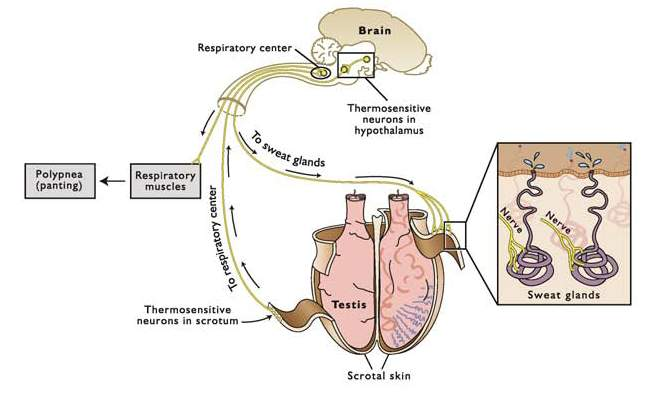 Brain
Respiratory center
Thermosensitive
neurons in
hypothalamus
To sweat glands
Polypnea
(panting)
Respiratory
muscles
To respiratory center
Nerve
Nerve
Sweat glands
Testis
Thermosensitive
neurons in scrotum
Scrotal skin